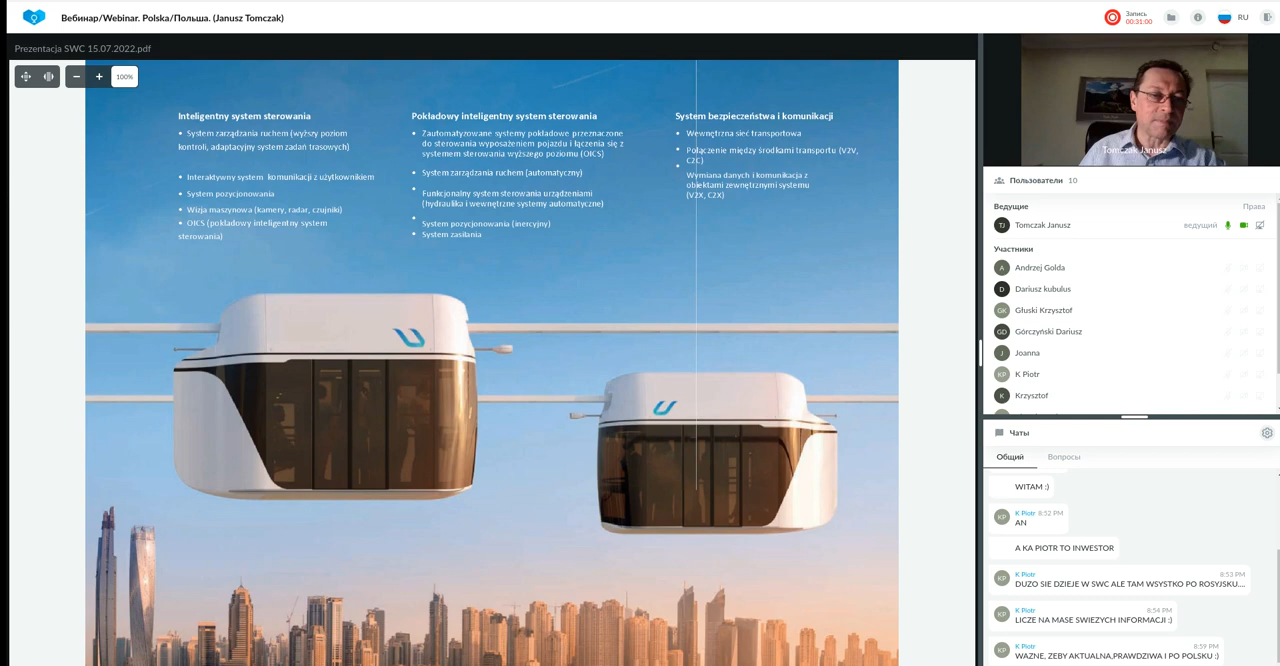 Вебинар/Webinar. Polska/Польша. (Janusz Tomczak)
Запись
00:31:00
RU
Prezentacja SWC 15.07.2022.pdf
100%
Inteligentny system sterowania
• System zarządzania ruchem (wyższy poziom
kontroli, adaptacyjny system zadań trasowych)
• Interaktywny system komunikacji z użytkownikiem
• System pozycjonowania
• Wizja maszynowa (kamery, radar, czujniki)
• OICS (pokładowy inteligentny system
sterowania)
Pokładowy inteligentny system sterowania
• Zautomatyzowane systemy pokładowe przeznaczone
do sterowania wyposażeniem pojazdu i łączenia się z
systemem sterowania wyższego poziomu (OICS)
• System zarządzania ruchem (automatyczny)
•
Funkcjonalny system sterowania urządzeniami
(hydraulika i wewnętrzne systemy automatyczne)
•
System pozycjonowania (inercyjny)
• System zasilania
System bezpieczeństwa i komunikacji
• Wewnętrzna sieć transportowa
• Połączenie między środkami transportu (V2V,
C2C)
•
Wymiana danych i komunikacja z
obiektami zewnętrznymi systemu
(V2X, C2X)
Tomczak Janusz
Пользователи 10
Ведущие Права
TJ Tomczak Janusz ведущий
Участники
A Andrzej Golda
D Dariusz kubulus
GK Głuski Krzysztof
GD Górczyński Dariusz
J Joanna
KP K Piotr
K Krzysztof
Чаты
Общий Вопросы
WITAM :)
KP K Piotr 8:52 PM
AN
A KA PIOTR TO INWESTOR
KP K Piotr 8:53 PM
DUZO SIE DZIEJE W SWC ALE TAM WSYSTKO PO ROSYJSKU....
KP K Piotr 8:54 PM
LICZE NA MASE SWIEZYCH INFORMACJI :)
KP K Piotr 8:59 PM
WAZNE, ZEBY AKTUALNA,PRAWDZIWA I PO POLSKU :)